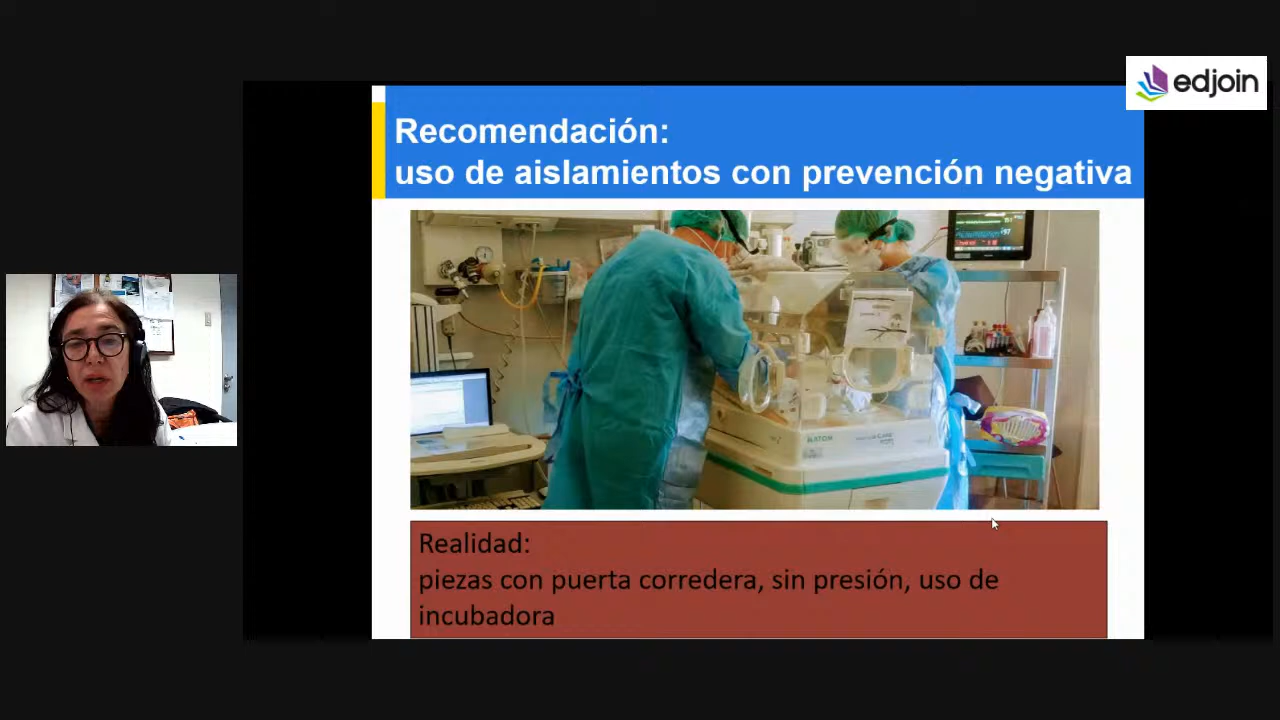 edjoin
Recomendación:
uso de aislamientos con prevención negativa
Realidad:
piezas con puerta corredera, sin presión, uso de
incubadora